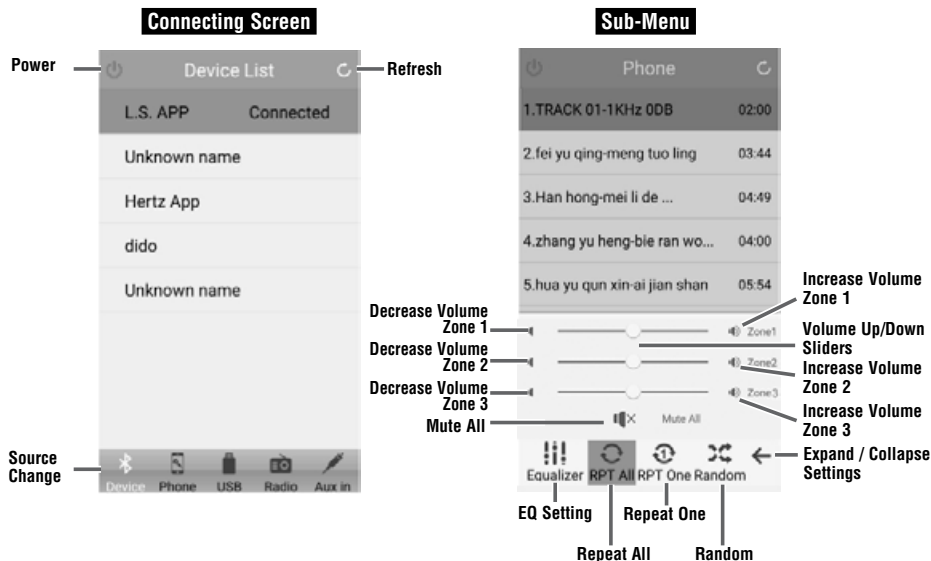 Connecting Screen
Power
Device List
Refresh
L.S. APP Connected
Unknown name
Hertz App
dido
Unknown name
Source
Change
Device Phone USB Radio Aux in
Sub-Menu
Phone
1.TRACK 01-1KHz 0DB 02:00
2.fei yu qing-meng tuo ling 03:44
3.Han hong-mei li de ... 04:49
4.zhang yu heng-bie ran wo... 04:00
5.hua yu qun xin-ai jian shan 05:54
Decrease Volume
Zone 1
Zone1
Increase Volume
Zone 1
Volume Up/Down
Sliders
Decrease Volume
Zone 2
Zone2
Increase Volume
Zone 2
Decrease Volume
Zone 3
Zone3
Increase Volume
Zone 3
Mute All
Mute All
1
Equalizer RPT All RPT One Random
Expand / Collapse
Settings
EQ Setting
Repeat One
Repeat All
Random